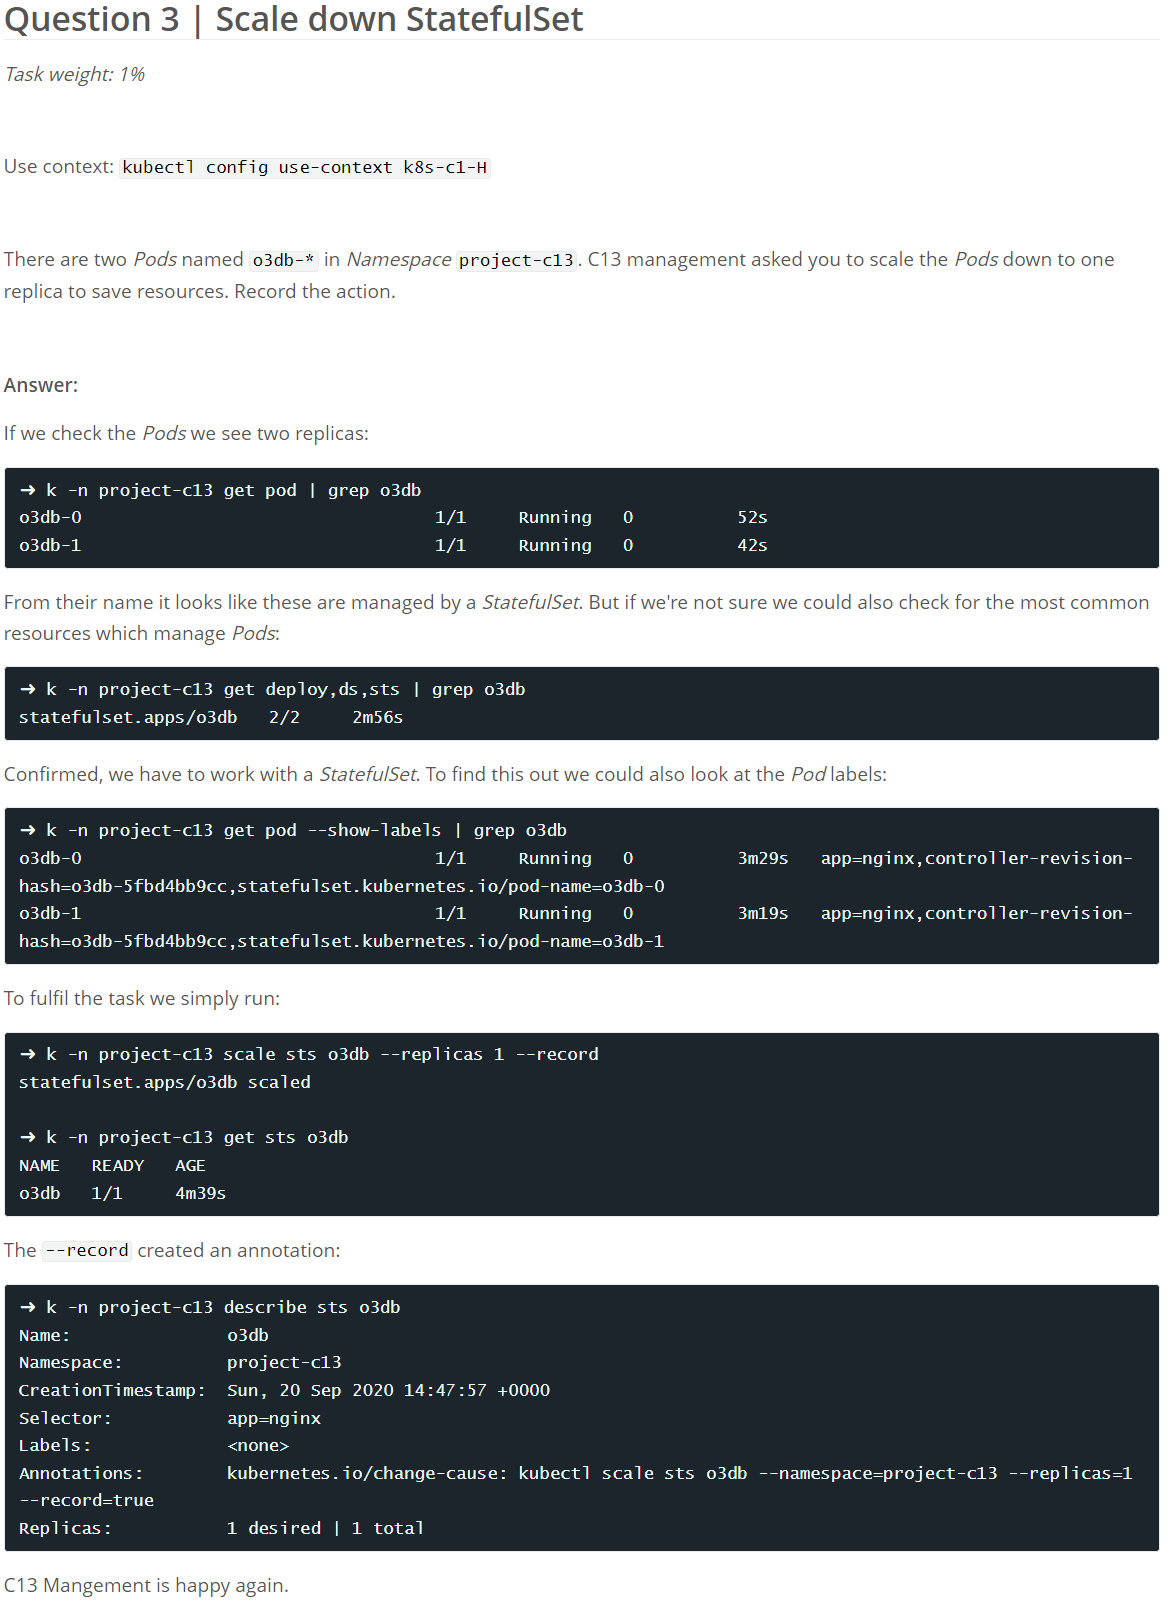 Question 3 | Scale down StatefulSet
Task weight: 1%
Use context: kubectl config use-context k8s-c1-H
There are two Pods named o3db-* in Namespace project-c13. C13 management asked you to scale the Pods down to one
replica to save resources. Record the action.
Answer:
If we check the Pods we see two replicas:
➜ k -n project-c13 get pod | grep o3db
o3db-0                                  1/1     Running   0          52s
o3db-1                                  1/1     Running   0          42s
From their name it looks like these are managed by a StatefulSet. But if we're not sure we could also check for the most common
resources which manage Pods:
➜ k -n project-c13 get deploy,ds,sts | grep o3db
statefulset.apps/o3db   2/2     2m56s
Confirmed, we have to work with a StatefulSet. To find this out we could also look at the Pod labels:
➜ k -n project-c13 get pod --show-labels | grep o3db
o3db-0                                  1/1     Running   0          3m29s   app=nginx,controller-revision-
hash=o3db-5fbd4bb9cc,statefulset.kubernetes.io/pod-name=o3db-0
o3db-1                                  1/1     Running   0          3m19s   app=nginx,controller-revision-
hash=o3db-5fbd4bb9cc,statefulset.kubernetes.io/pod-name=o3db-1
To fulfil the task we simply run:
➜ k -n project-c13 scale sts o3db --replicas 1 --record
statefulset.apps/o3db scaled
➜ k -n project-c13 get sts o3db
NAME   READY   AGE
o3db   1/1     4m39s
The --record created an annotation:
➜ k -n project-c13 describe sts o3db
Name:               o3db
Namespace:          project-c13
CreationTimestamp:  Sun, 20 Sep 2020 14:47:57 +0000
Selector:           app=nginx
Labels:             <none>
Annotations:        kubernetes.io/change-cause: kubectl scale sts o3db --namespace=project-c13 --replicas=1
--record=true
Replicas:           1 desired | 1 total
C13 Mangement is happy again.